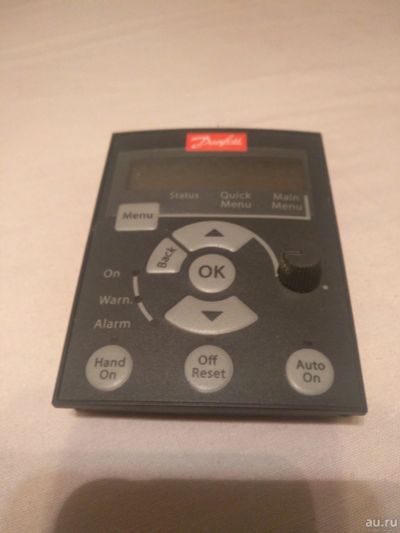 Danfoss
Status
Quick
Menu
Main
Menu
Menu
Back
OK
On
Warn.
Alarm
Hand
On
Off
Reset
Auto
On
au.ru